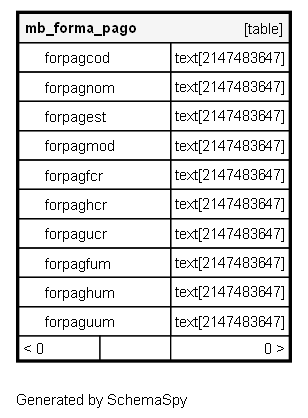 mb_forma_pago [table]
forpagcod text[2147483647]
forpagnom text[2147483647]
forpagest text[2147483647]
forpagmod text[2147483647]
forpagfcr text[2147483647]
forpaghcr text[2147483647]
forpagucr text[2147483647]
forpagfum text[2147483647]
forpaghum text[2147483647]
forpaguum text[2147483647]
< 0 0 >
Generated by SchemaSpy